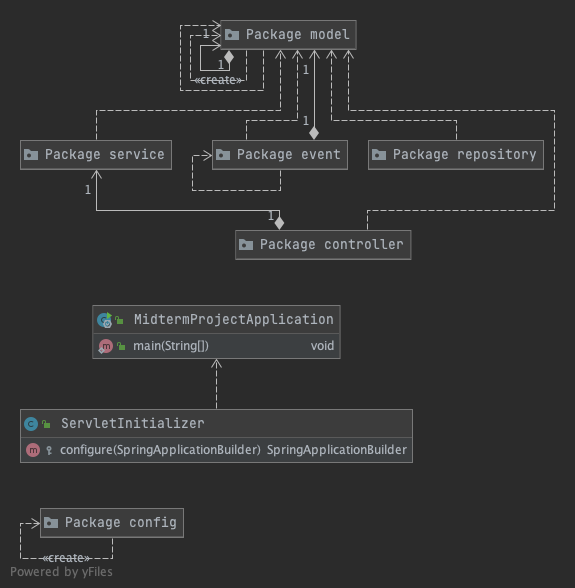 Package model
1
1
«create»
1
1
Package service
Package event
Package repository
1
1
Package controller
MidtermProjectApplication
main(String[]) void
ServletInitializer
configure(SpringApplicationBuilder) SpringApplicationBuilder
Package config
«create»
Powered by yFiles